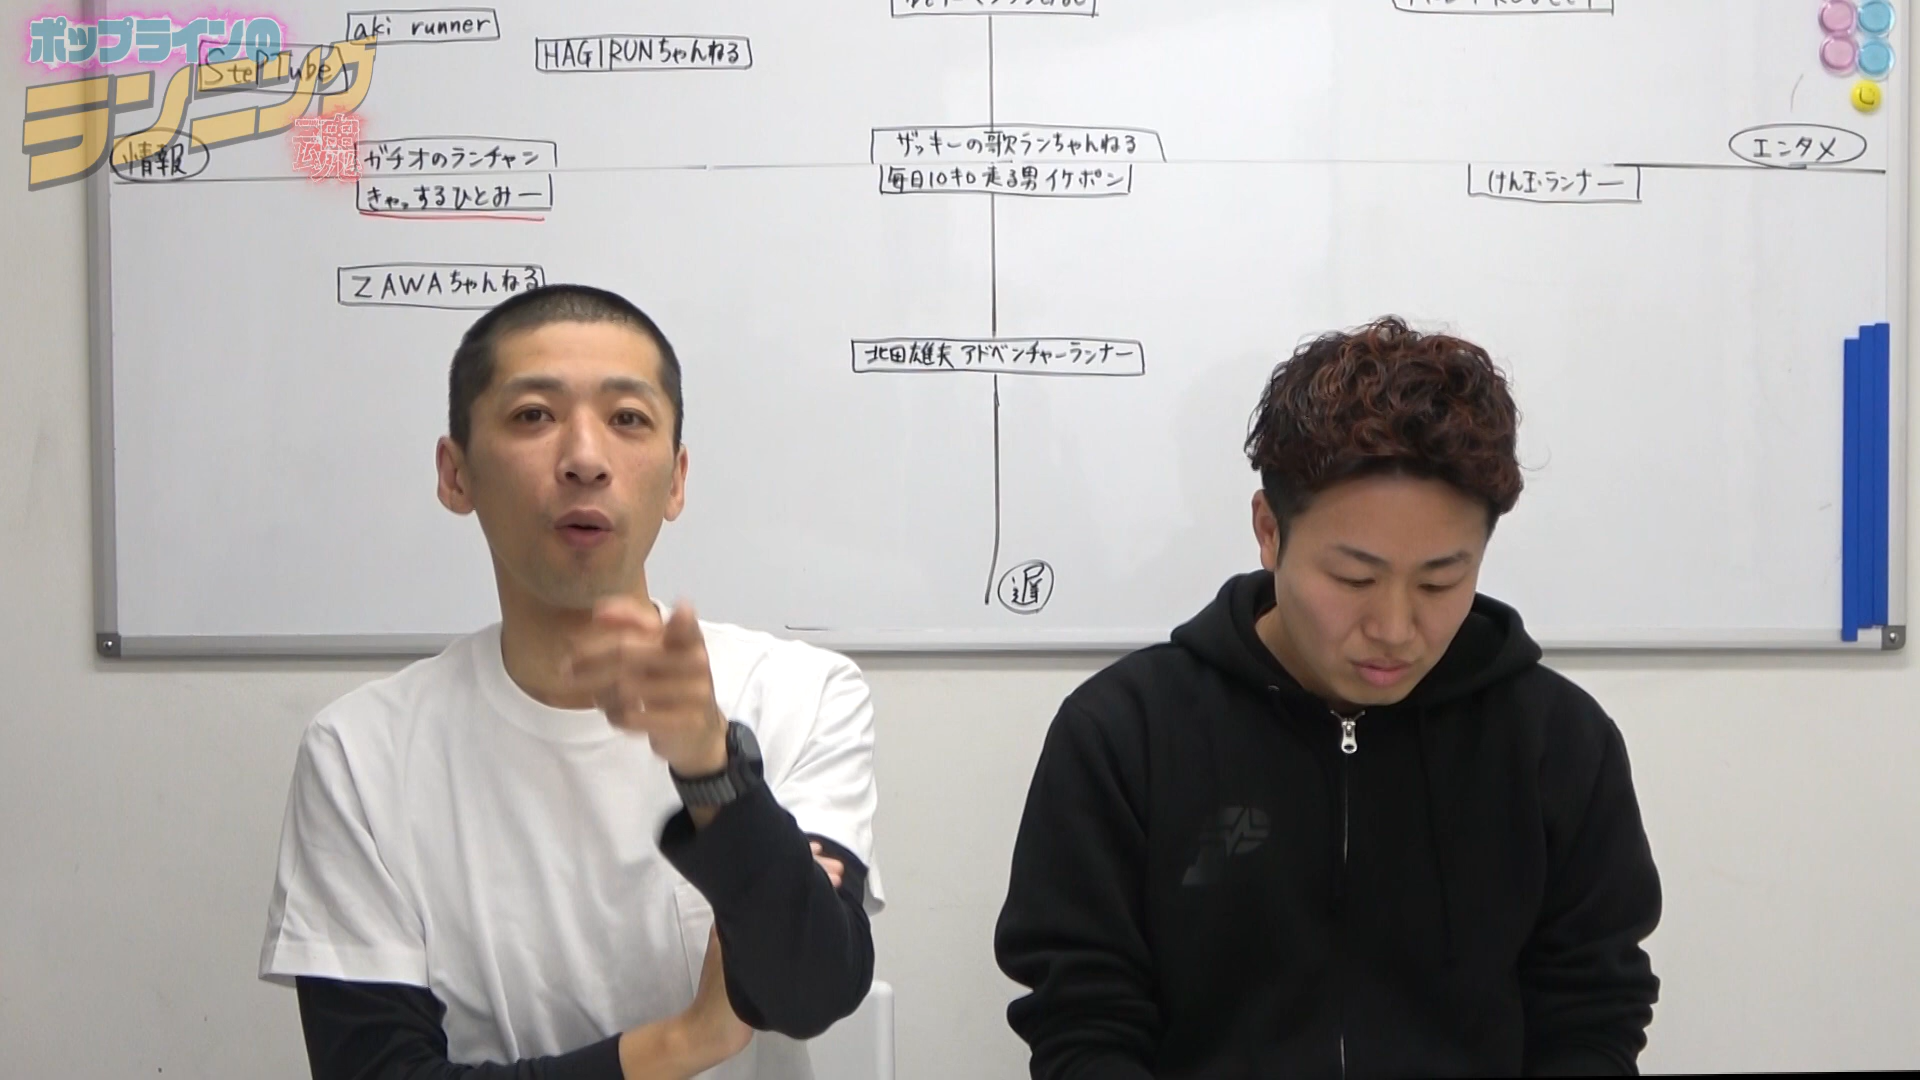 ポップラインの
ランニング
魂
aki runner
StePTube
HAGIRUNちゃんねる
情報
ガチオのランチャン
ザッキーの歌ランちゃんねる
エンタメ
きゃっするひとみー
毎日10キロ走る男 イケポン
けん玉ランナー
ZAWAちゃんねる
北田雄夫 アドベンチャーランナー
遅